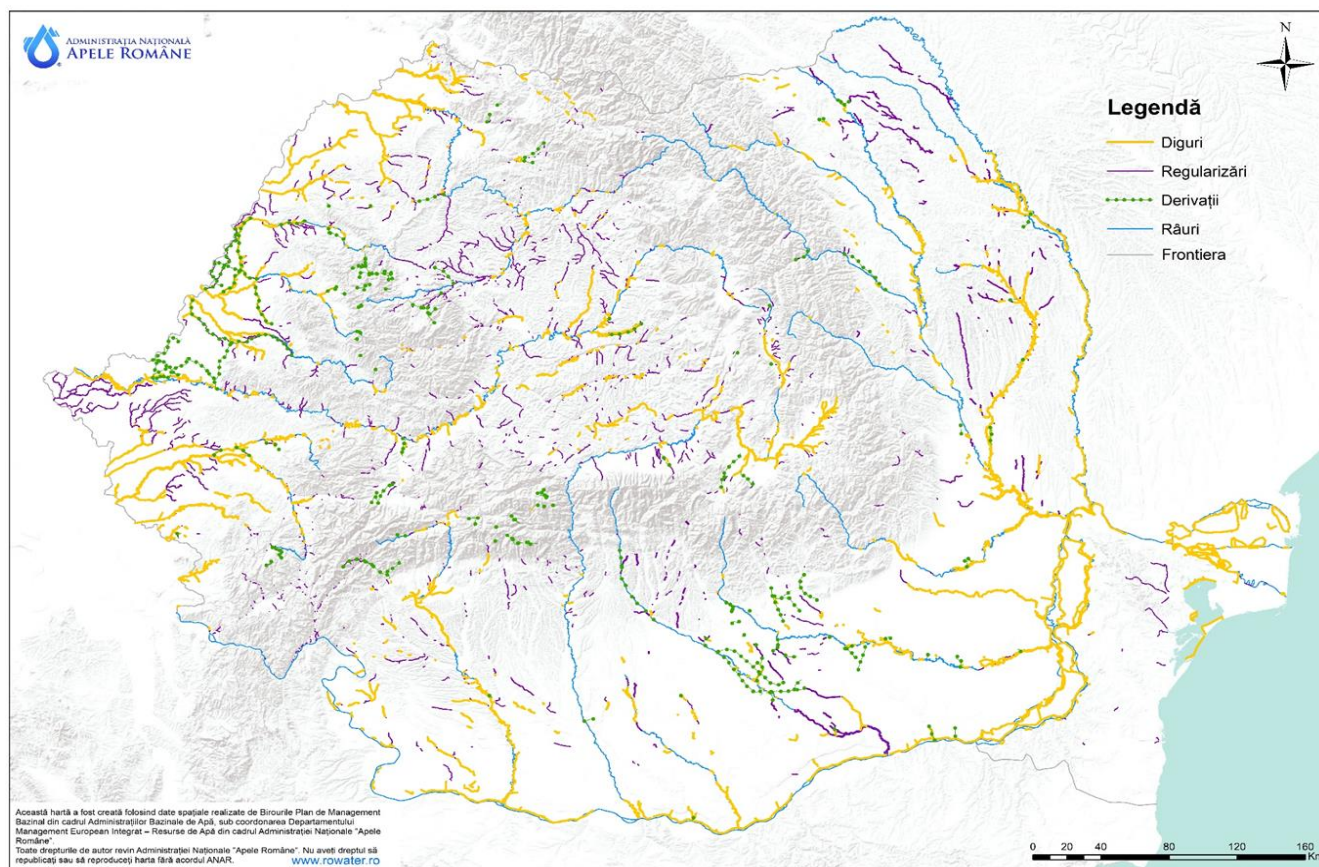 ADMINISTRAȚIA NAȚIONALĂ
APELE ROMÂNE
N
Legendă
Diguri
Regularizări
Derivații
Râuri
Frontiera
Această hartă a fost creată folosind date spațiale realizate de Birourile Plan de Management
Bazinal din cadrul Administrațiilor Bazinale de Apă, sub coordonarea Departamentului
Management European Integrat – Resurse de Apă din cadrul Administrației Naționale "Apele
Române".
Toate drepturile de autor revin Administrației Naționale "Apele Române". Nu aveți dreptul să
republicați sau să reproduceți harta fără acordul ANAR. www.rowater.ro
0 20 40 80 120 160
Km